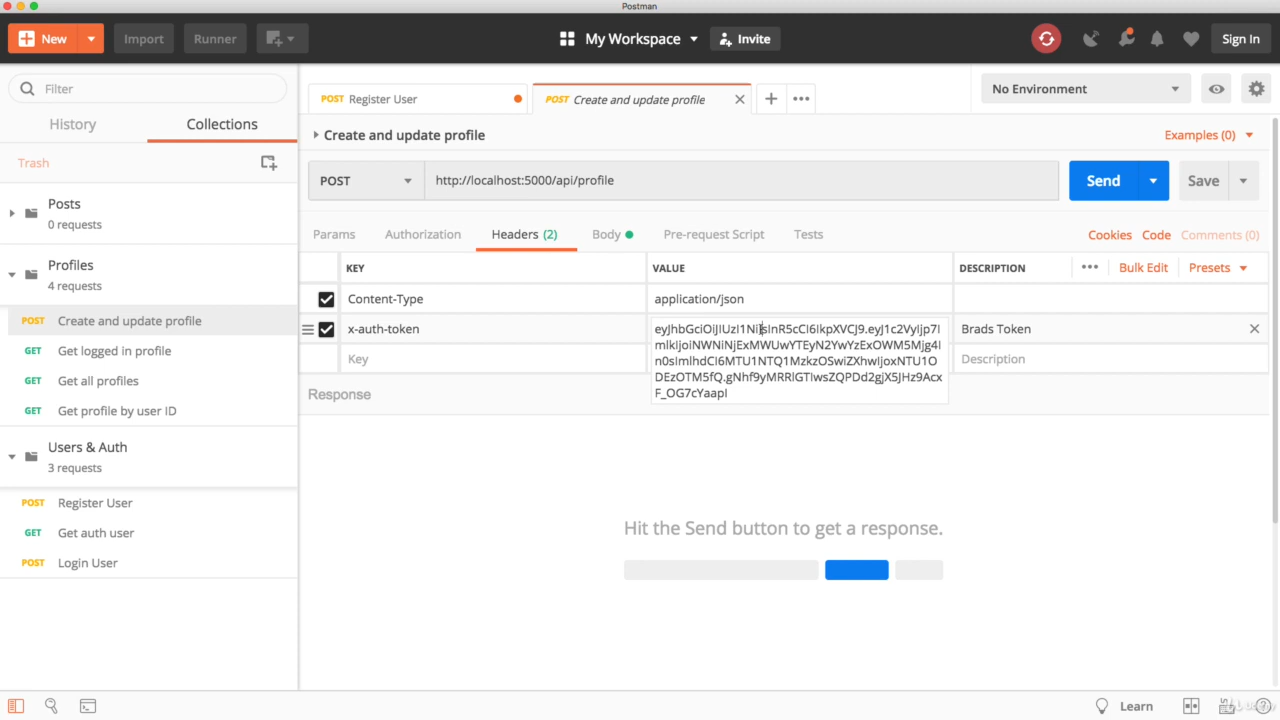 Postman
New
Import
Runner
My Workspace
Invite
Sign In
Filter
History
Collections
Trash
Posts
0 requests
Profiles
4 requests
POST Create and update profile
GET Get logged in profile
GET Get all profiles
GET Get profile by user ID
Users & Auth
3 requests
POST Register User
GET Get auth user
POST Login User
POST Register User
POST Create and update profile
No Environment
Create and update profile
Examples (0)
POST
http://localhost:5000/api/profile
Send
Save
Params
Authorization
Headers (2)
Body
Pre-request Script
Tests
Cookies
Code
Comments (0)
KEY
VALUE
DESCRIPTION
Bulk Edit
Presets
Content-Type
application/json
x-auth-token
Brads Token
Key
Description
Response
Hit the Send button to get a response.
Learn